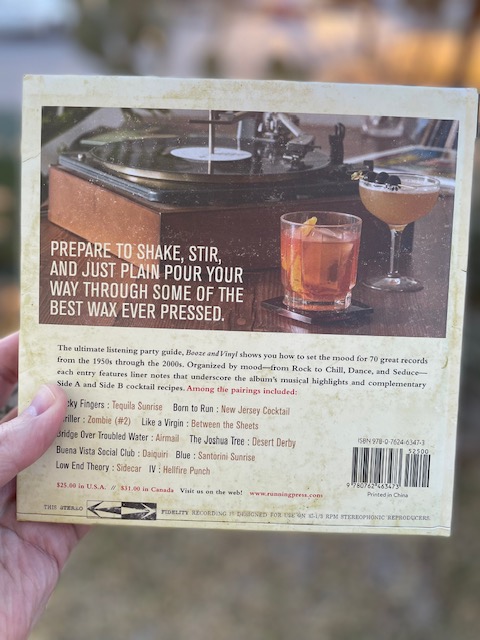 PREPARE TO SHAKE, STIR,
AND JUST PLAIN POUR YOUR
WAY THROUGH SOME OF THE
BEST WAX EVER PRESSED.
The ultimate listening party guide, Booze and Vinyl shows you how to set the mood for 70 great records
from the 1950s through the 2000s. Organized by mood—from Rock to Chill, Dance, and Seduce—
each entry features liner notes that underscore the album's musical highlights and complementary
Side A and Side B cocktail recipes. Among the pairings included:
cky Fingers : Tequila Sunrise Born to Run : New Jersey Cocktail
hriller : Zombie (#2) Like a Virgin : Between the Sheets
Bridge Over Troubled Water : Airmail The Joshua Tree : Desert Derby
Buena Vista Social Club : Daiquiri Blue : Santorini Sunrise
Low End Theory : Sidecar IV : Hellfire Punch
ISBN 978-0-7624-6347-3
52500
9 780762 463473
Printed in China
$25.00 in U.S.A. // $31.00 in Canada Visit us on the web! www.runningpress.com
THIS STEREO FIDELITY RECORDING IS DESIGNED FOR USE ON 33 1/3 RPM STEREOPHONIC REPRODUCERS.